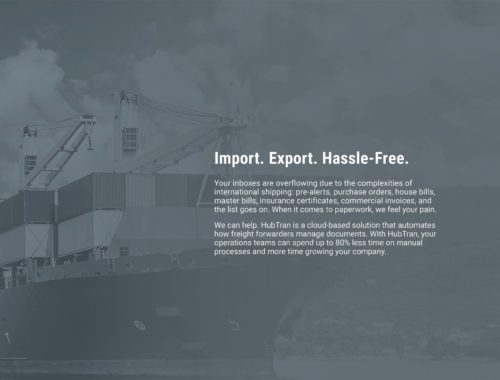 Import. Export. Hassle-Free.
Your inboxes are overflowing due to the complexities of
international shipping: pre-alerts, purchase orders, house bills,
master bills, insurance certificates, commercial invoices, and
the list goes on. When it comes to paperwork, we feel your pain.
We can help. HubTran is a cloud-based solution that automates
how freight forwarders manage documents. With HubTran, your
operations teams can spend up to 80% less time on manual
processes and more time growing your company.